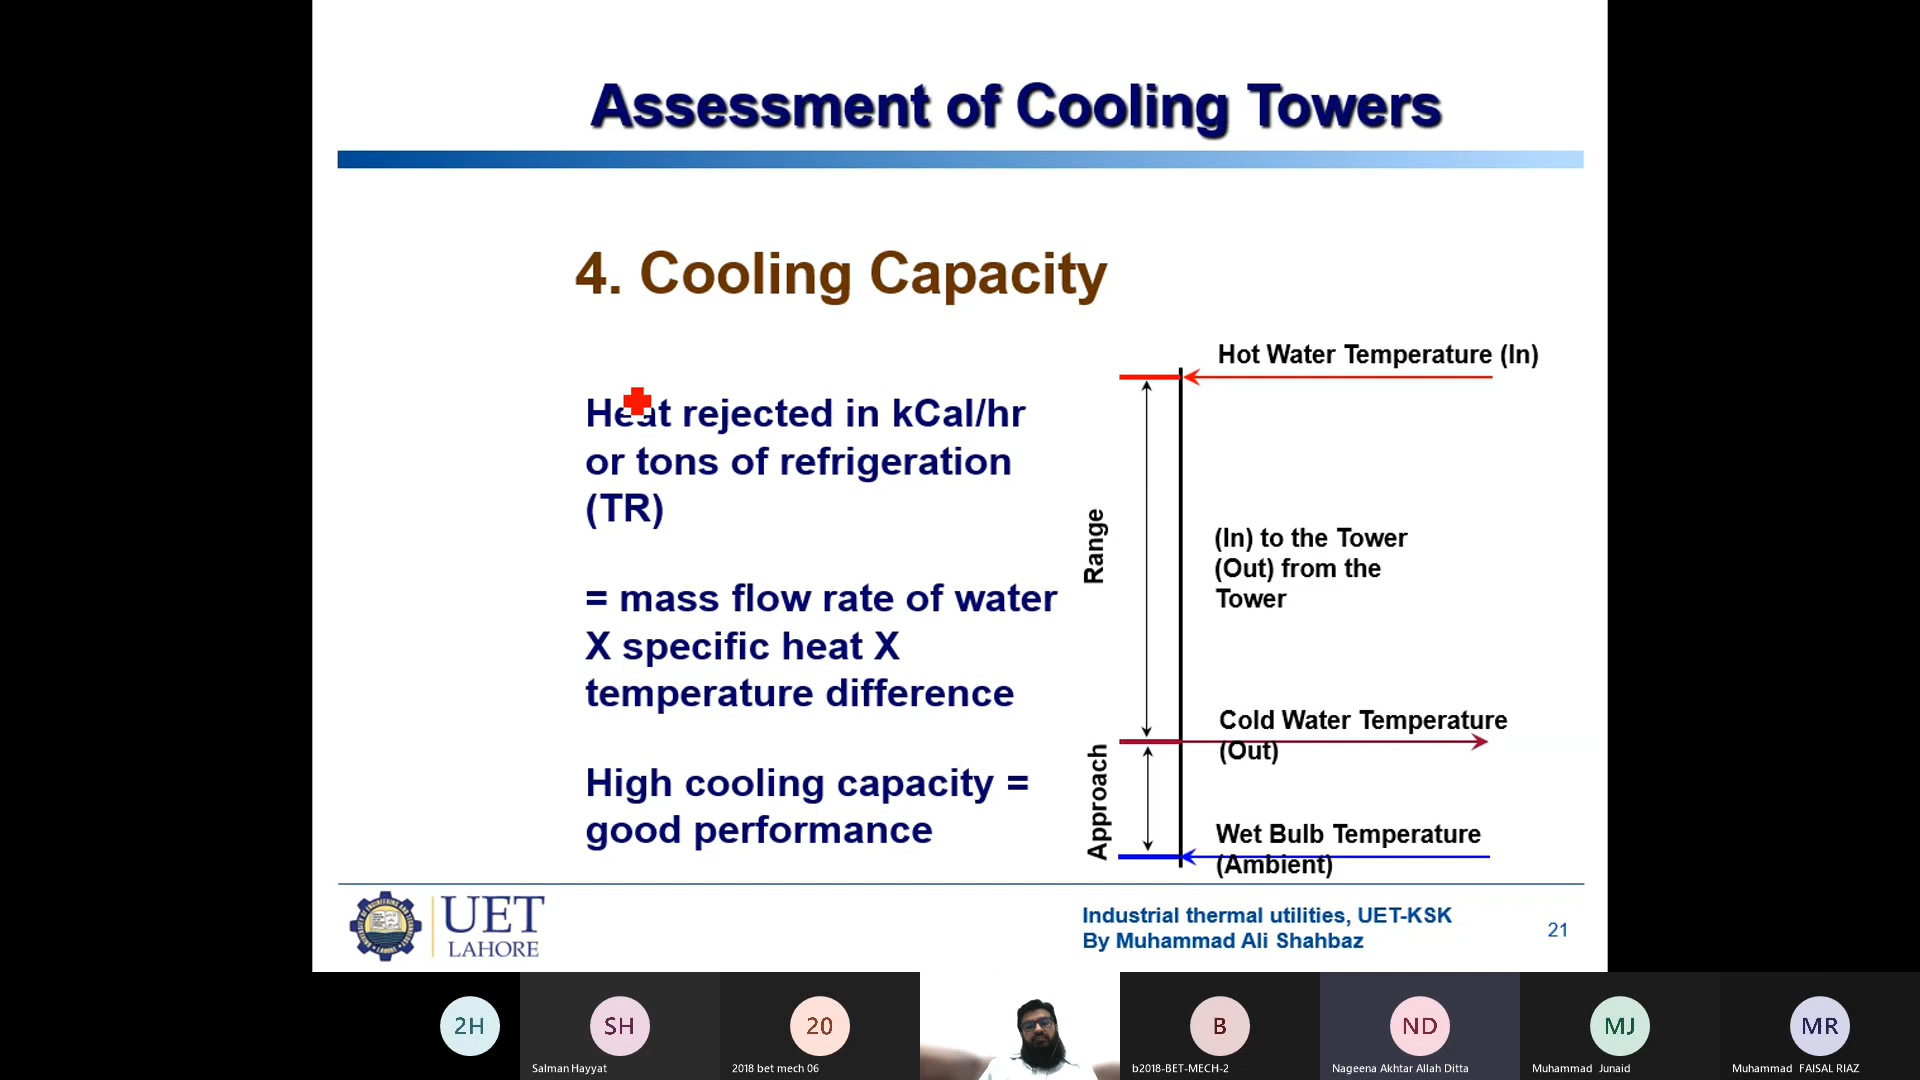 Assessment of Cooling Towers
4. Cooling Capacity
Heat rejected in kCal/hr
or tons of refrigeration
(TR)
= mass flow rate of water
X specific heat X
temperature difference
High cooling capacity =
good performance
Hot Water Temperature (In)
Range
(In) to the Tower
(Out) from the
Tower
Cold Water Temperature
(Out)
Approach
Wet Bulb Temperature
(Ambient)
UET
LAHORE
Industrial thermal utilities, UET-KSK
By Muhammad Ali Shahbaz
21
2H
SH
Salman Hayyat
20
2018 bet mech 06
B
b2018-BET-MECH-2
ND
Nageena Akhtar Allah Ditta
MJ
Muhammad Junaid
MR
Muhammad FAISAL RIAZ